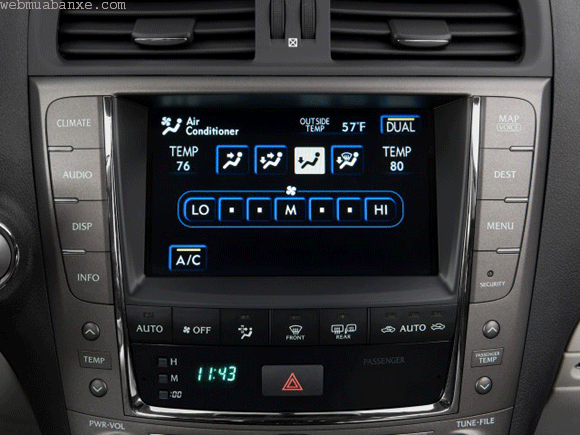 webmuabanxe.com
Air
Conditioner
OUTSIDE
TEMP
57°F
DUAL
TEMP
76
TEMP
80
LO
M
HI
A/C
CLIMATE
AUDIO
DISP
INFO
MAP
VOICE
DEST
MENU
SECURITY
AUTO
OFF
FRONT
REAR
AUTO
TEMP
PASSENGER
TEMP
H
M
:00
11:43
PASSENGER
PWR·VOL
TUNE·FILE